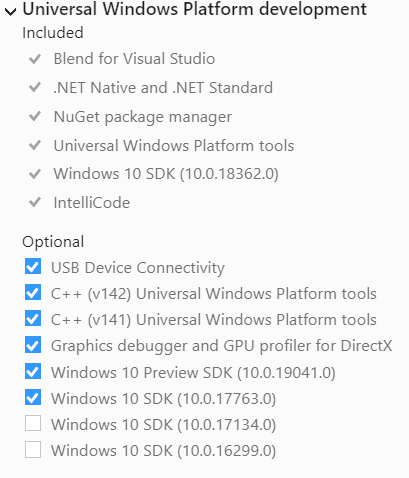 Universal Windows Platform development
Included
Blend for Visual Studio
.NET Native and .NET Standard
NuGet package manager
Universal Windows Platform tools
Windows 10 SDK (10.0.18362.0)
IntelliCode
Optional
USB Device Connectivity
C++ (v142) Universal Windows Platform tools
C++ (v141) Universal Windows Platform tools
Graphics debugger and GPU profiler for DirectX
Windows 10 Preview SDK (10.0.19041.0)
Windows 10 SDK (10.0.17763.0)
Windows 10 SDK (10.0.17134.0)
Windows 10 SDK (10.0.16299.0)